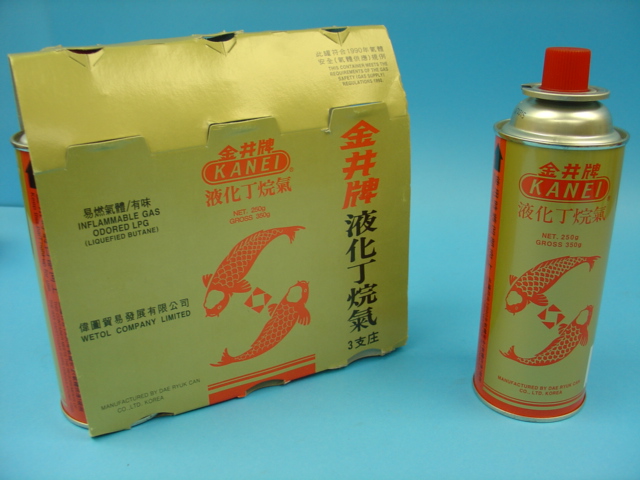 此罐符合1990年氣體
安全(氣體供應)規例
THIS CONTAINER MEETS THE
REQUIREMENTS OF THE GAS
SAFETY (GAS SUPPLY)
REGULATIONS 1990
金井牌
KANEI
液化丁烷氣
NET. 250g
GROSS 350g
易燃氣體/有味
INFLAMMABLE GAS
ODORED LPG
(LIQUEFIED BUTANE)
偉圖貿易發展有限公司
WETOL COMPANY LIMITED
MANUFACTURED BY DAE RYUK CAN
CO., LTD. KOREA
金井牌液化丁烷氣
3支庄
金井牌
KANEI
液化丁烷氣
NET. 250g
GROSS 350g
MANUFACTURED BY DAE RYUK CAN
CO., LTD. KOREA